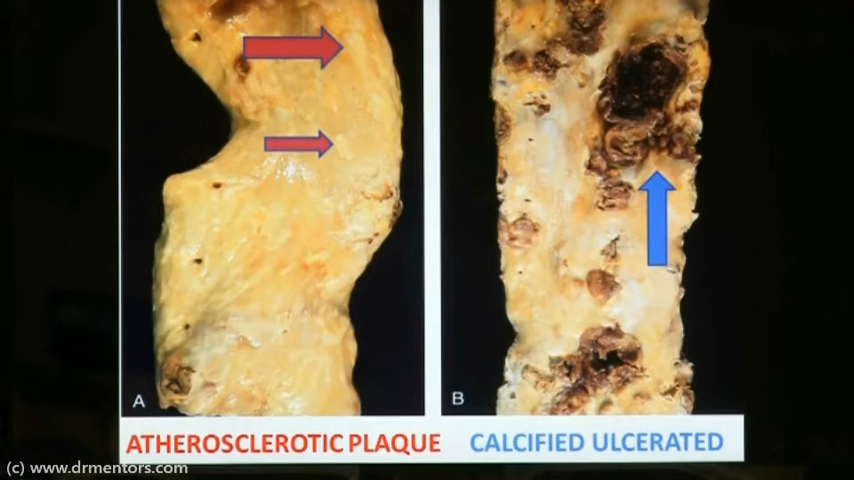 A
B
ATHEROSCLEROTIC PLAQUE
CALCIFIED ULCERATED
(c) www.drmentors.com